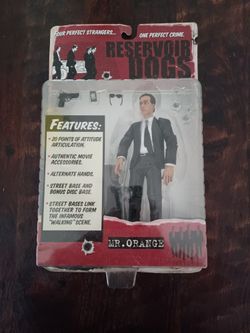 FOUR PERFECT STRANGERS... ONE PERFECT CRIME.
RESERVOIR
DOGS
FEATURES:
• 20 POINTS OF ATTITUDE
ARTICULATION.
• AUTHENTIC MOVIE
ACCESSORIES.
• ALTERNATE HANDS.
• STREET BASE AND
BONUS DISC BASE.
• STREET BASES LINK
TOGETHER TO FORM
THE INFAMOUS
"WALKING" SCENE.
MR. ORANGE